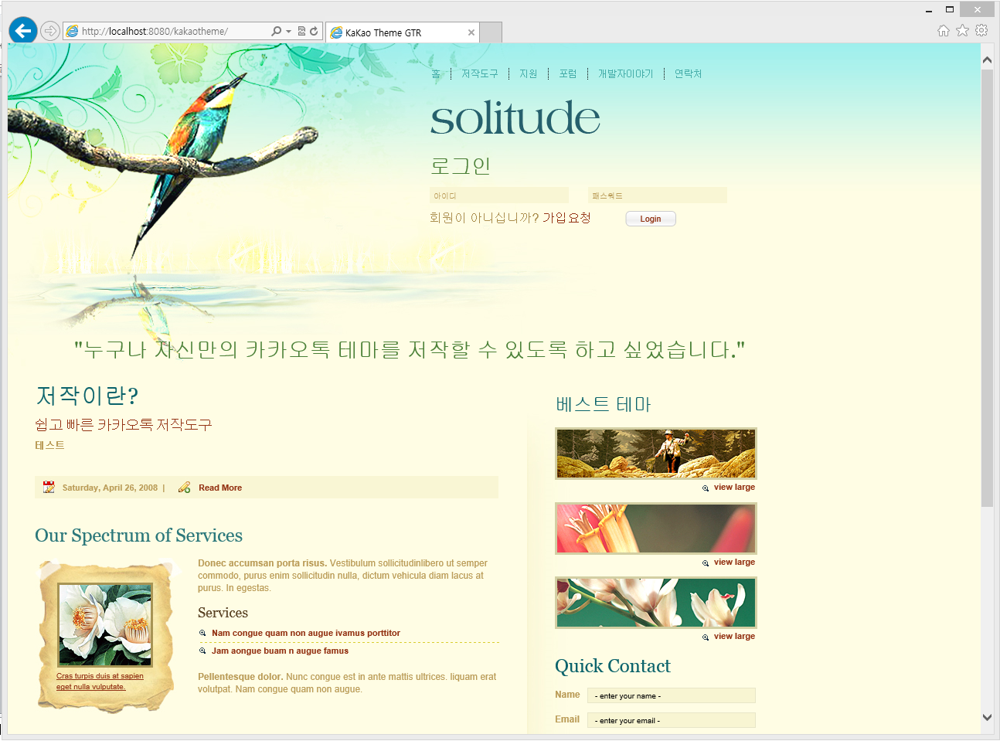 http://localhost:8080/kakaotheme/
KaKao Theme GTR
홈 저작도구 지원 포럼 개발자이야기 연락처
solitude
로그인
아이디 패스워드
회원이 아니십니까? 가입요청 Login
"누구나 자신만의 카카오톡 테마를 저작할 수 있도록 하고 싶었습니다."
저작이란?
쉽고 빠른 카카오톡 저작도구
테스트
Saturday, April 26, 2008 | Read More
Our Spectrum of Services
Donec accumsan porta risus. Vestibulum sollicitudinlibero ut semper
commodo, purus enim sollicitudin nulla, dictum vehicula diam lacus at
purus. In egestas.
Services
Nam congue quam non augue ivamus porttitor
Jam aongue buam n augue famus
Cras turpis duis at sapien
eget nulla vulputate.
Pellentesque dolor. Nunc congue est in ante mattis ultrices. liquam erat
volutpat. Nam congue quam non augue.
베스트 테마
view large
view large
view large
Quick Contact
Name - enter your name -
Email - enter your email -